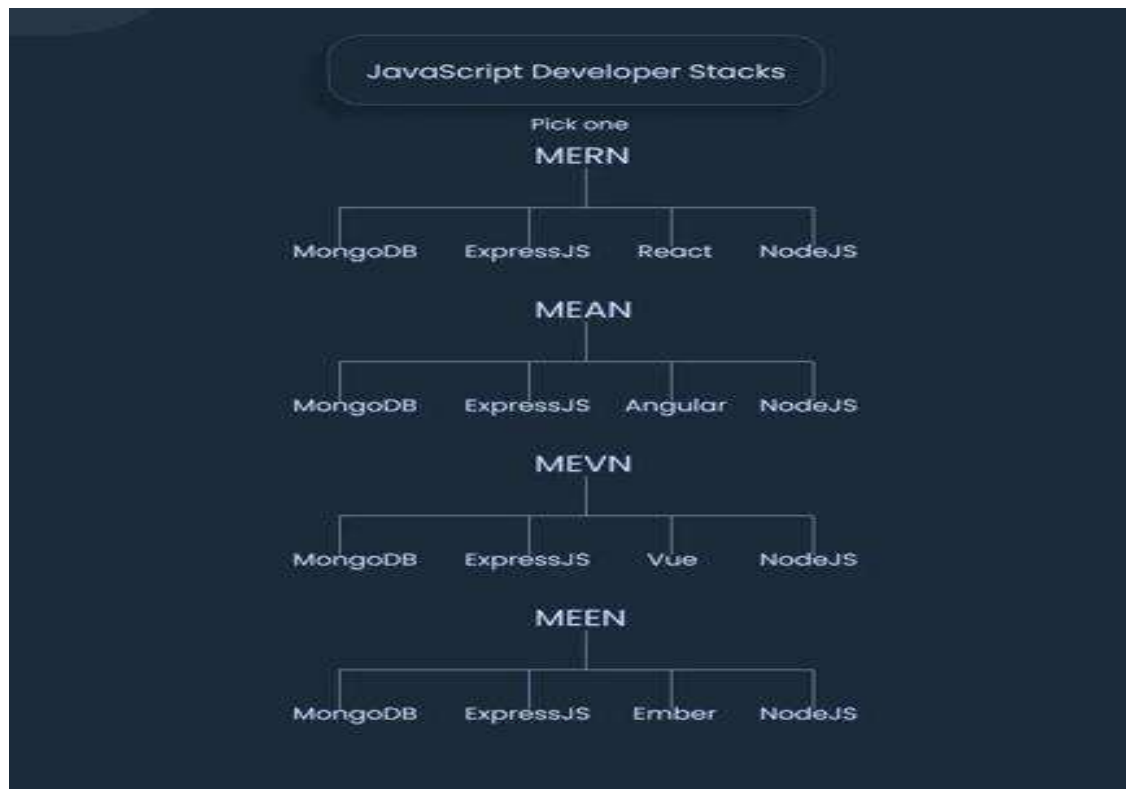 JavaScript Developer Stacks
Pick one
MERN
MongoDB ExpressJS React NodeJS
MEAN
MongoDB ExpressJS Angular NodeJS
MEVN
MongoDB ExpressJS Vue NodeJS
MEEN
MongoDB ExpressJS Ember NodeJS